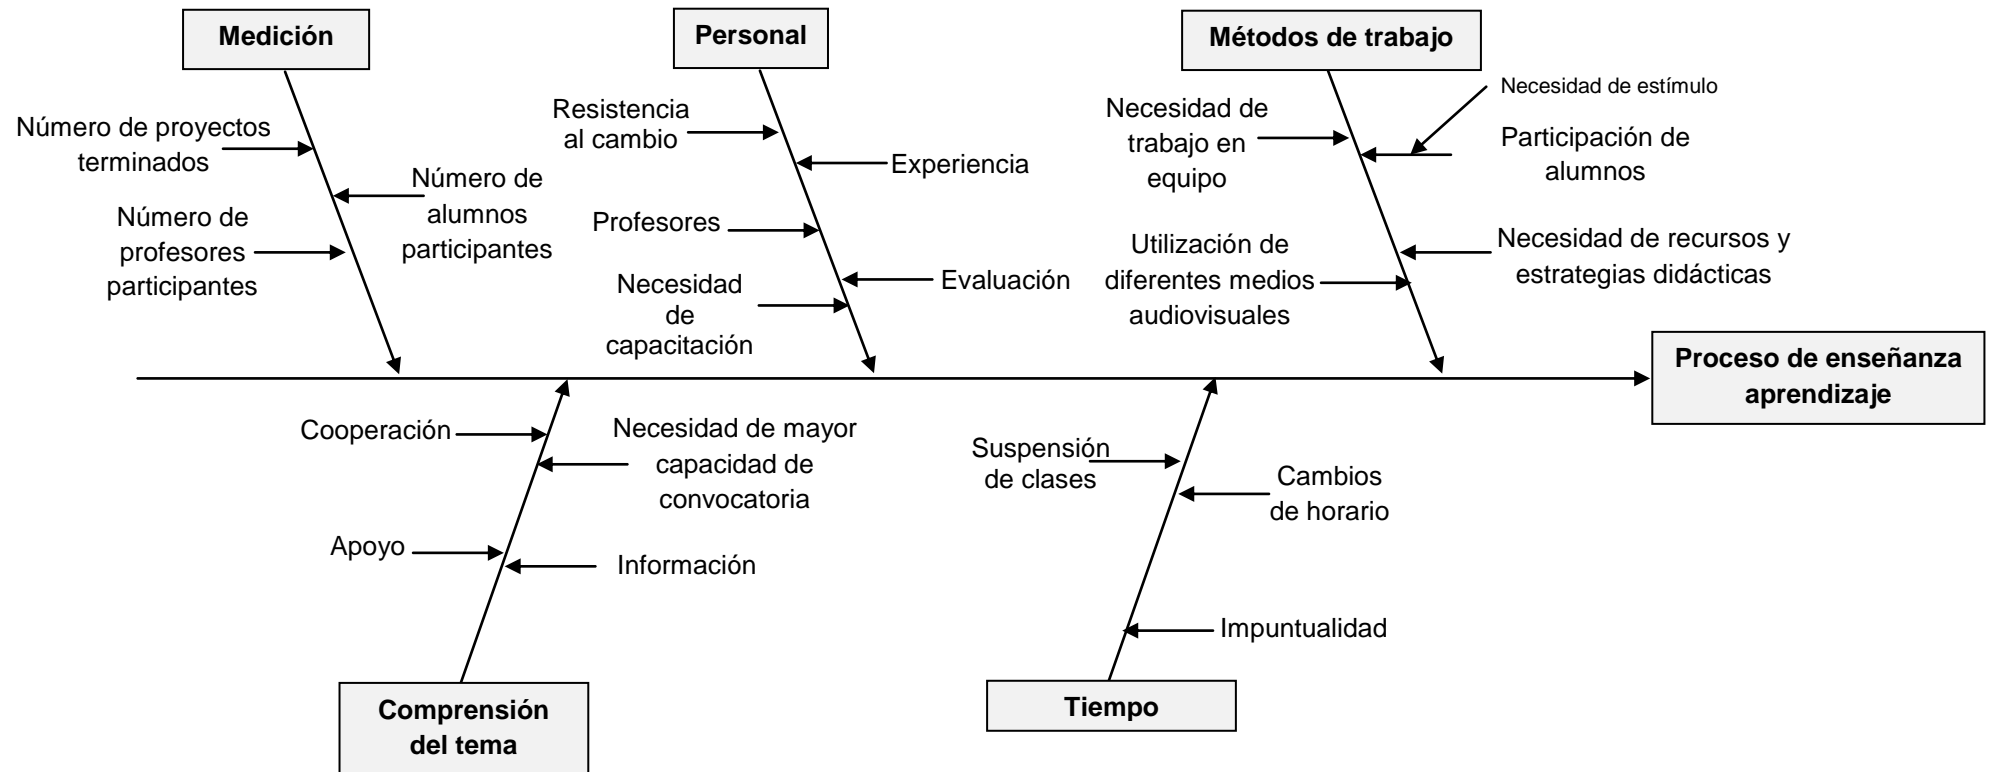 Medición
Personal
Métodos de trabajo
Número de proyectos
terminados
Número de
alumnos
participantes
Número de
profesores
participantes
Resistencia
al cambio
Experiencia
Profesores
Evaluación
Necesidad
de
capacitación
Necesidad de
trabajo en
equipo
Necesidad de estímulo
Participación de
alumnos
Utilización de
diferentes medios
audiovisuales
Necesidad de recursos y
estrategias didácticas
Proceso de enseñanza
aprendizaje
Cooperación
Necesidad de mayor
capacidad de
convocatoria
Apoyo
Información
Suspensión
de clases
Cambios
de horario
Impuntualidad
Comprensión
del tema
Tiempo